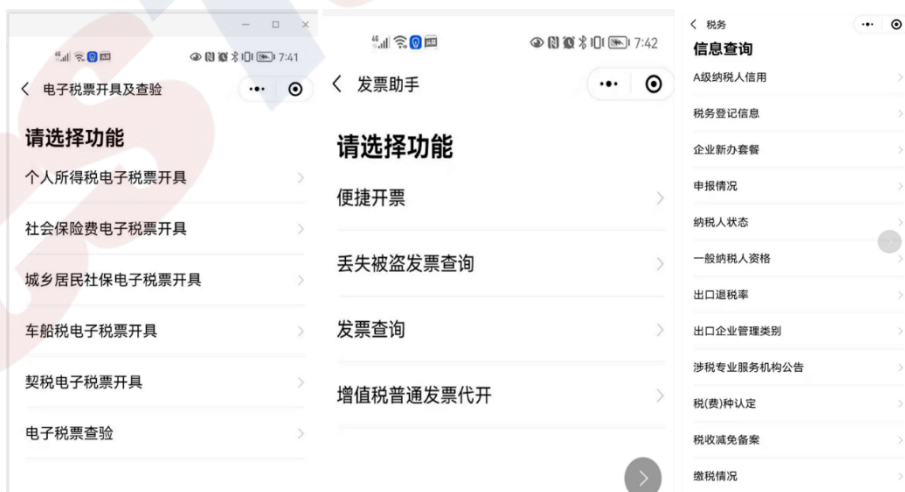 7:41
电子税票开具及查验
请选择功能
个人所得税电子税票开具
社会保险费电子税票开具
城乡居民社保电子税票开具
车船税电子税票开具
契税电子税票开具
电子税票查验
7:42
发票助手
请选择功能
便捷开票
丢失被盗发票查询
发票查询
增值税普通发票代开
税务
信息查询
A级纳税人信用
税务登记信息
企业新办套餐
申报情况
纳税人状态
一般纳税人资格
出口退税率
出口企业管理类别
涉税专业服务机构公告
税(费)种认定
税收减免备案
缴税情况